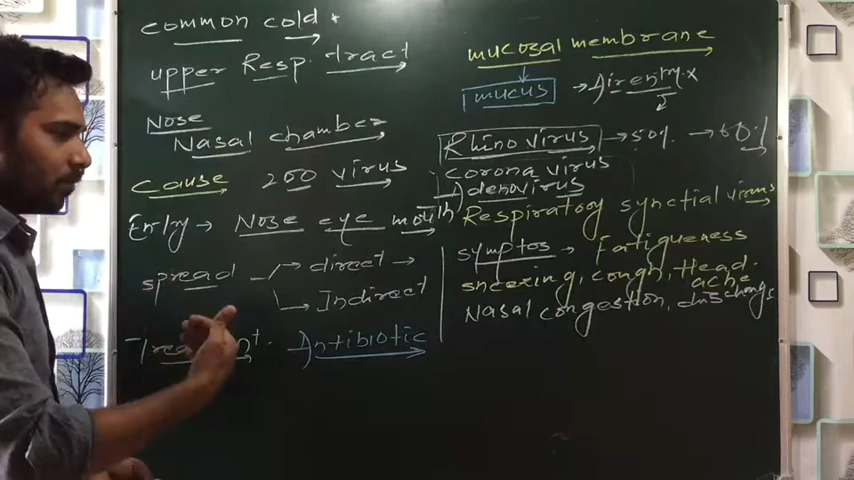 common cold
upper Resp. tract
Nose
Nasal chamber
Cause 200 virus
Entry → Nose eye mouth
spread → direct →
→ Indirect
Antibiotic
mucosal membrane
mucus → Air entry x
Rhino virus → 50% → 60%
corona virus
Adenovirus
Respiratory synctial virus
symptos → Fatigueness
sneezing, cough, Head-
ache
Nasal congestion,